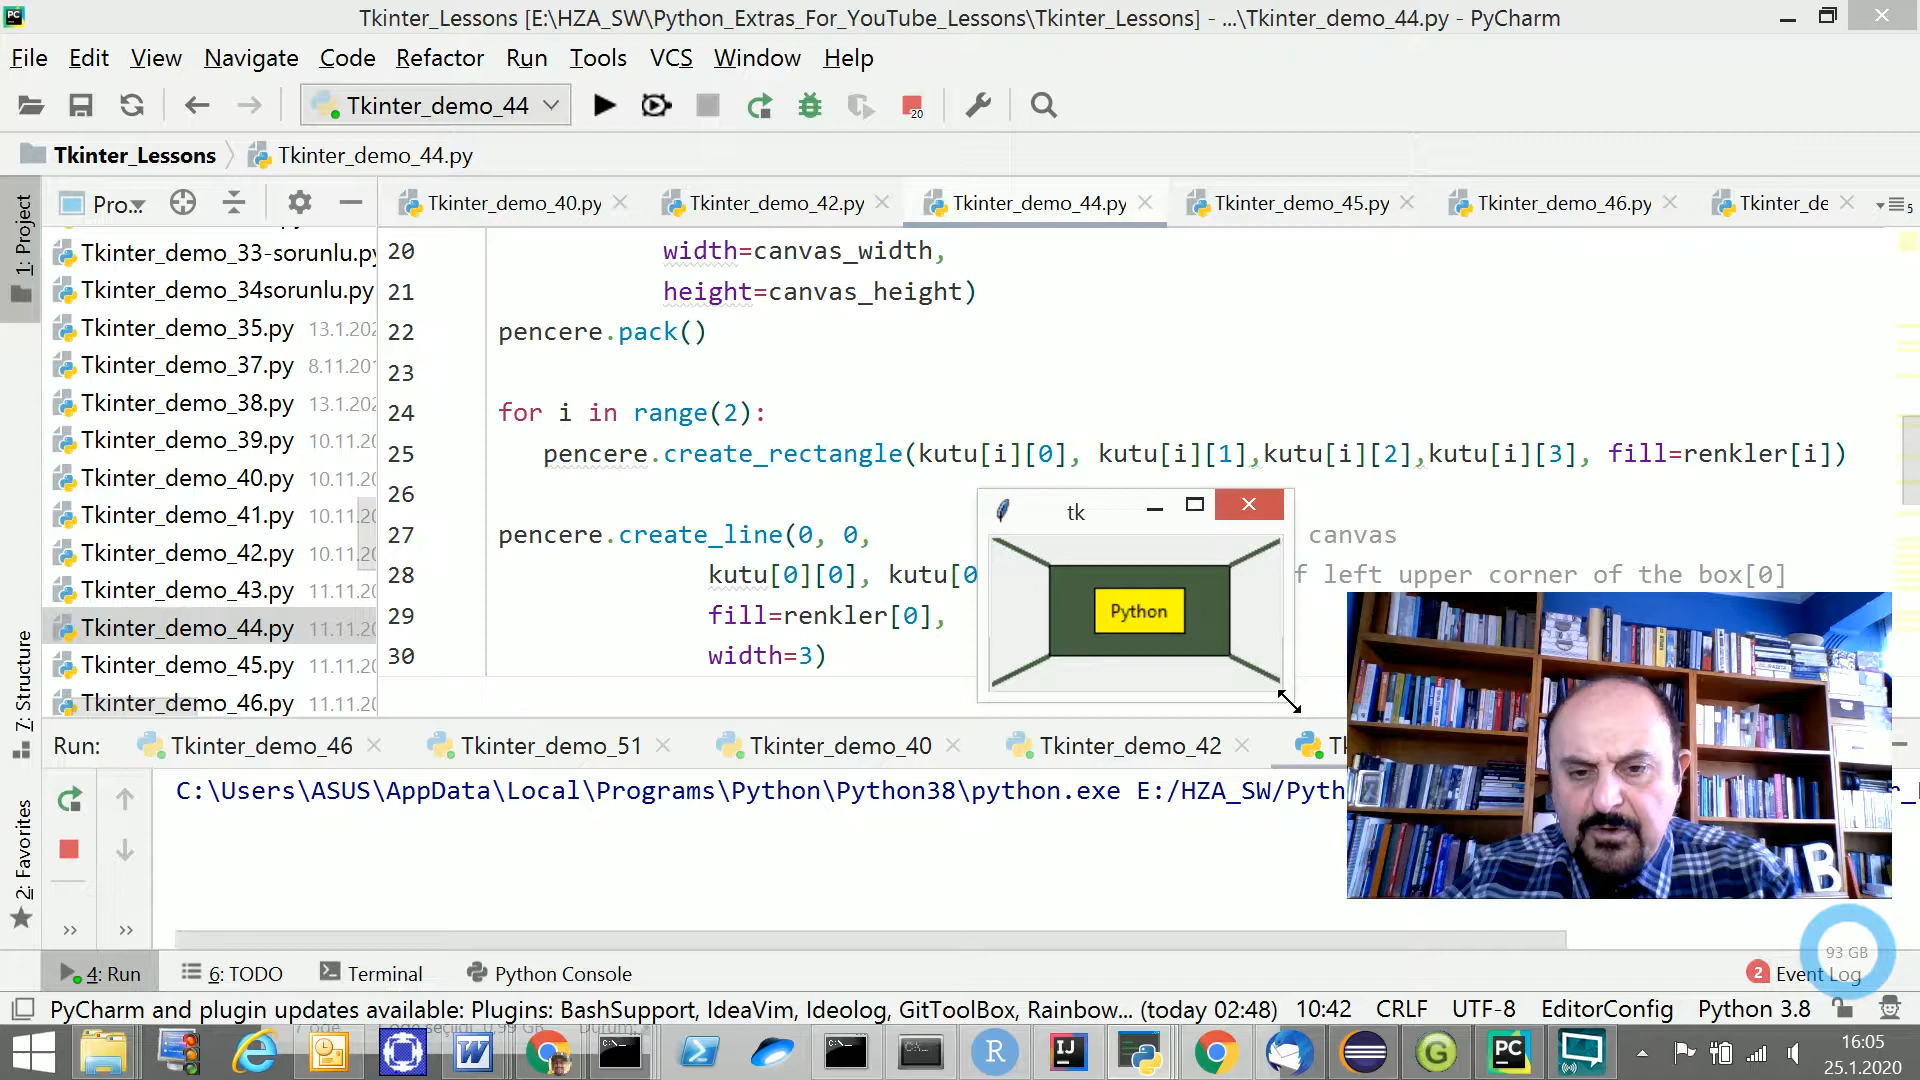 Tkinter_Lessons [E:\HZA_SW\Python_Extras_For_YouTube_Lessons\Tkinter_Lessons] - ...\Tkinter_demo_44.py - PyCharm
File Edit View Navigate Code Refactor Run Tools VCS Window Help
Tkinter_demo_44
20
Tkinter_Lessons Tkinter_demo_44.py
1: Project
Pro...
Tkinter_demo_40.py Tkinter_demo_42.py Tkinter_demo_44.py Tkinter_demo_45.py Tkinter_demo_46.py Tkinter_de
5
Tkinter_demo_33-sorunlu.py
Tkinter_demo_34sorunlu.py
Tkinter_demo_35.py 13.1.202
Tkinter_demo_37.py 8.11.201
Tkinter_demo_38.py 13.1.202
Tkinter_demo_39.py 10.11.20
Tkinter_demo_40.py 10.11.20
Tkinter_demo_41.py 10.11.20
Tkinter_demo_42.py 10.11.20
Tkinter_demo_43.py 11.11.20
Tkinter_demo_44.py 11.11.20
Tkinter_demo_45.py 11.11.20
Tkinter_demo_46.py 11.11.20
20 width=canvas_width,
21 height=canvas_height)
22 pencere.pack()
23
24 for i in range(2):
25 pencere.create_rectangle(kutu[i][0], kutu[i][1],kutu[i][2],kutu[i][3], fill=renkler[i])
26
27 pencere.create_line(0, 0, canvas
28 kutu[0][0], kutu[0 f left upper corner of the box[0]
29 fill=renkler[0],
30 width=3)
tk
Python
7: Structure
2: Favorites
Run: Tkinter_demo_46 Tkinter_demo_51 Tkinter_demo_40 Tkinter_demo_42
C:\Users\ASUS\AppData\Local\Programs\Python\Python38\python.exe E:/HZA_SW/Pyth
B
93 GB
4: Run 6: TODO Terminal Python Console 2 Event Log
PyCharm and plugin updates available: Plugins: BashSupport, IdeaVim, Ideolog, GitToolBox, Rainbow... (today 02:48) 10:42 CRLF UTF-8 EditorConfig Python 3.8
16:05
25.1.2020